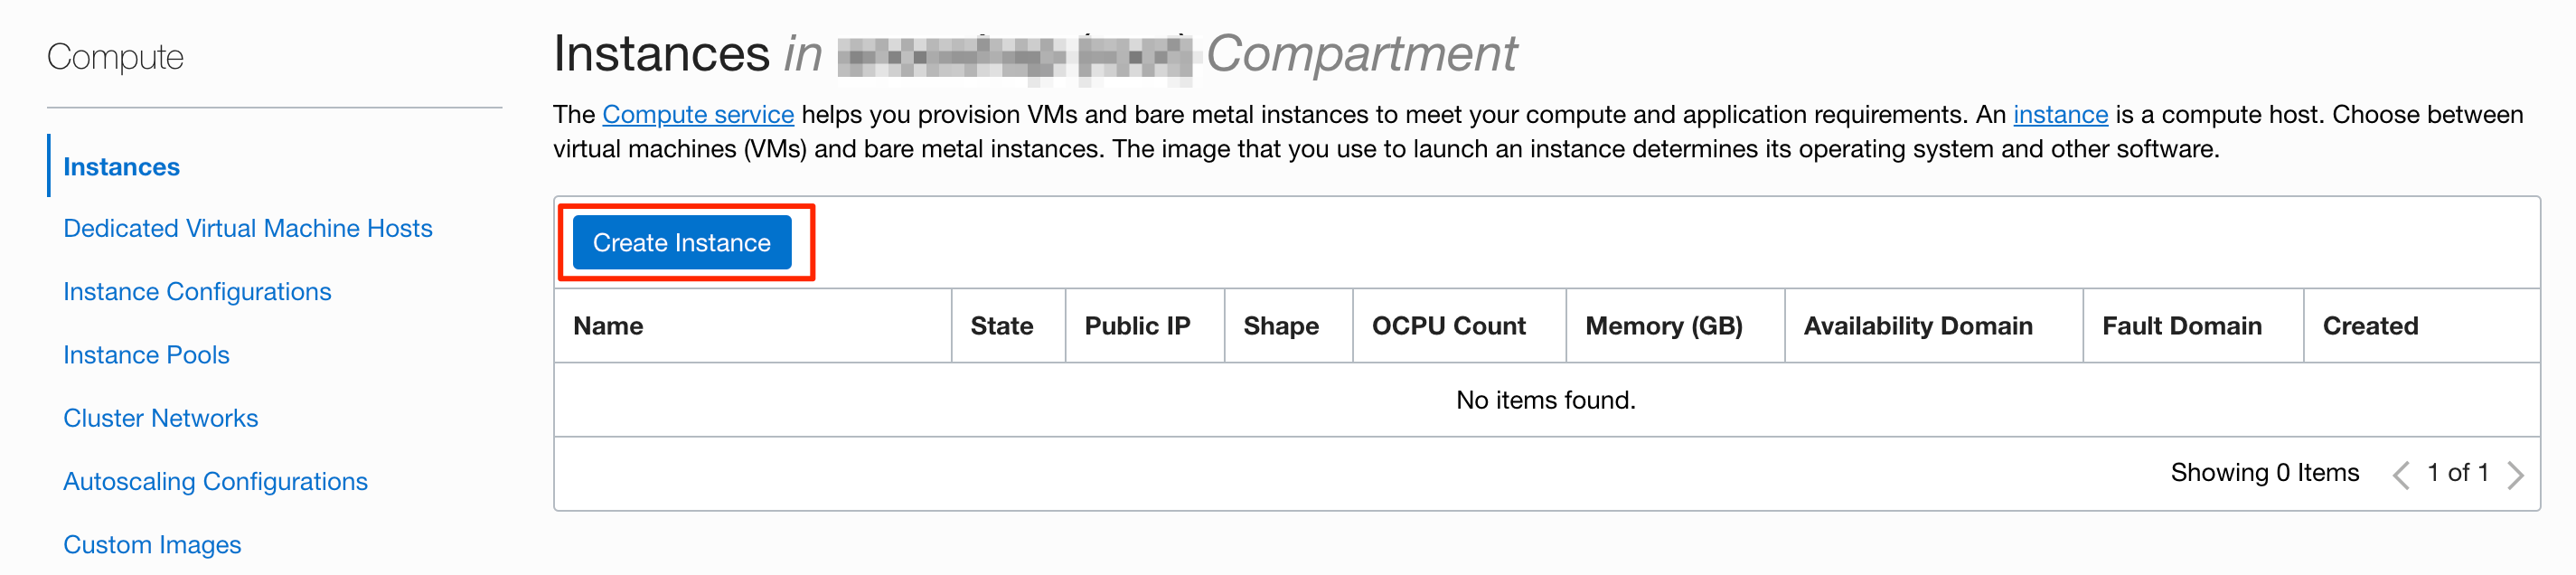 Compute
Instances
Dedicated Virtual Machine Hosts
Instance Configurations
Instance Pools
Cluster Networks
Autoscaling Configurations
Custom Images
Instances in Compartment
The Compute service helps you provision VMs and bare metal instances to meet your compute and application requirements. An instance is a compute host. Choose between
virtual machines (VMs) and bare metal instances. The image that you use to launch an instance determines its operating system and other software.
Create Instance
Name State Public IP Shape OCPU Count Memory (GB) Availability Domain Fault Domain Created
No items found.
Showing 0 Items < 1 of 1 >